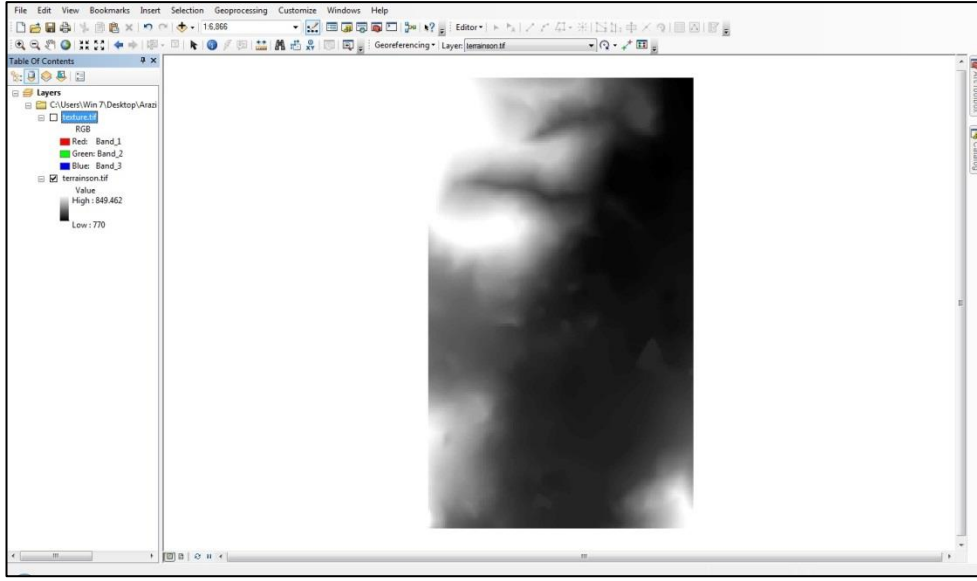 File Edit View Bookmarks Insert Selection Geoprocessing Customize Windows Help
1:6,866 Editor
Georeferencing Layer: terrainson.tif
Table Of Contents
Layers
C:\Users\Win 7\Desktop\Arazi
texture.tif
RGB
Red: Band_1
Green: Band_2
Blue: Band_3
terrainson.tif
Value
High : 849.462
Low : 770
ArcToolbox
Catalog